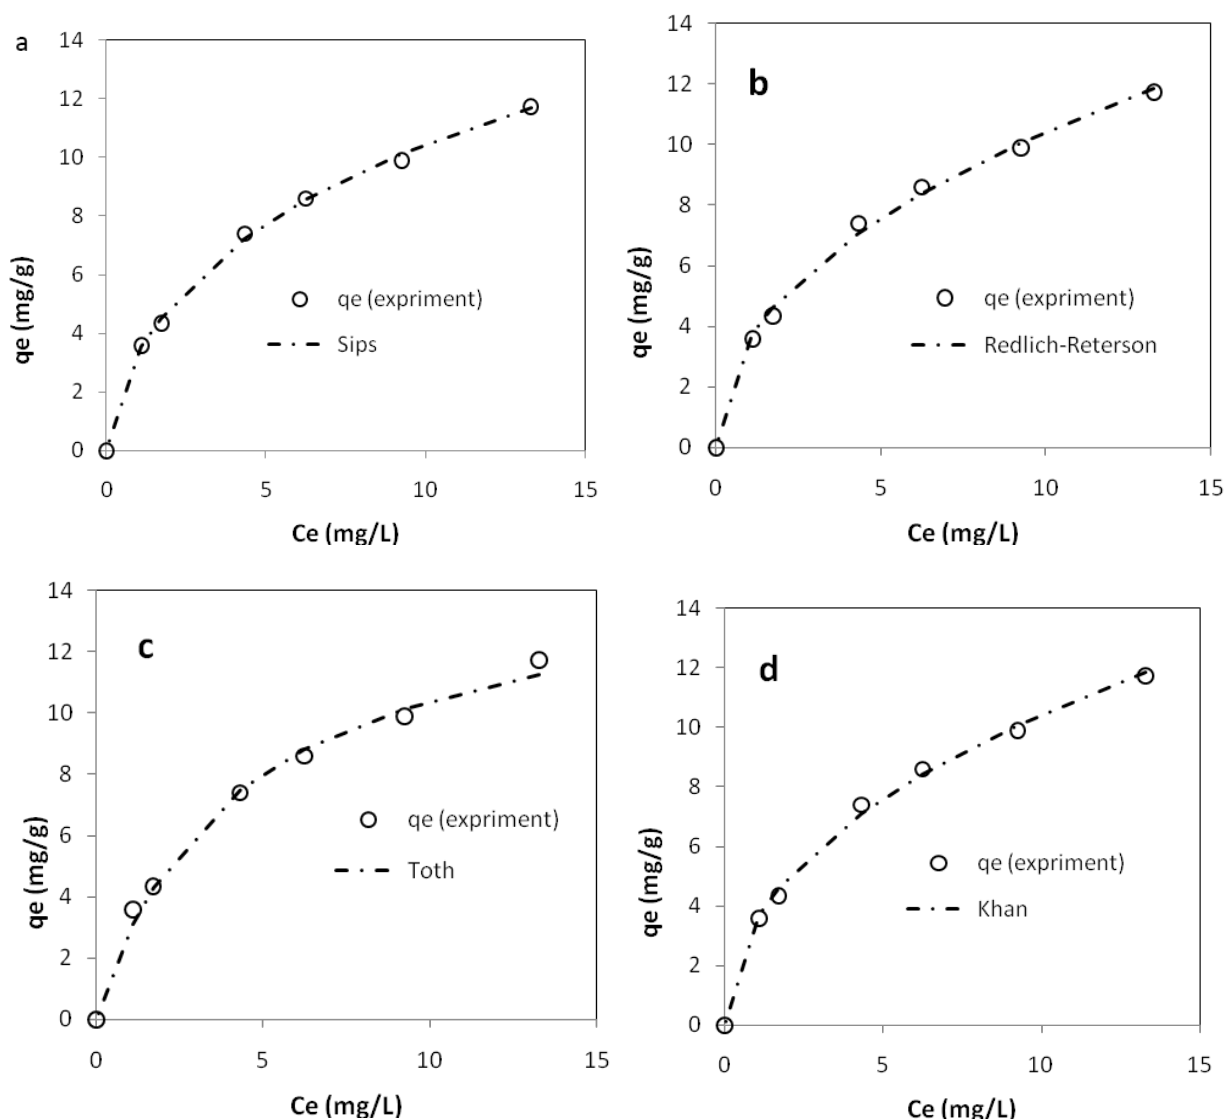 a
14
12
10
8
6
4
2
0
qe (mg/g)
qe (expriment)
Sips
0 5 10 15
Ce (mg/L)
b
14
12
10
8
6
4
2
0
qe (mg/g)
qe (expriment)
Redlich-Reterson
0 5 10 15
Ce (mg/L)
c
14
12
10
8
6
4
2
0
qe (mg/g)
qe (expriment)
Toth
0 5 10 15
Ce (mg/L)
d
14
12
10
8
6
4
2
0
qe (mg/g)
qe (expriment)
Khan
0 5 10 15
Ce (mg/L)